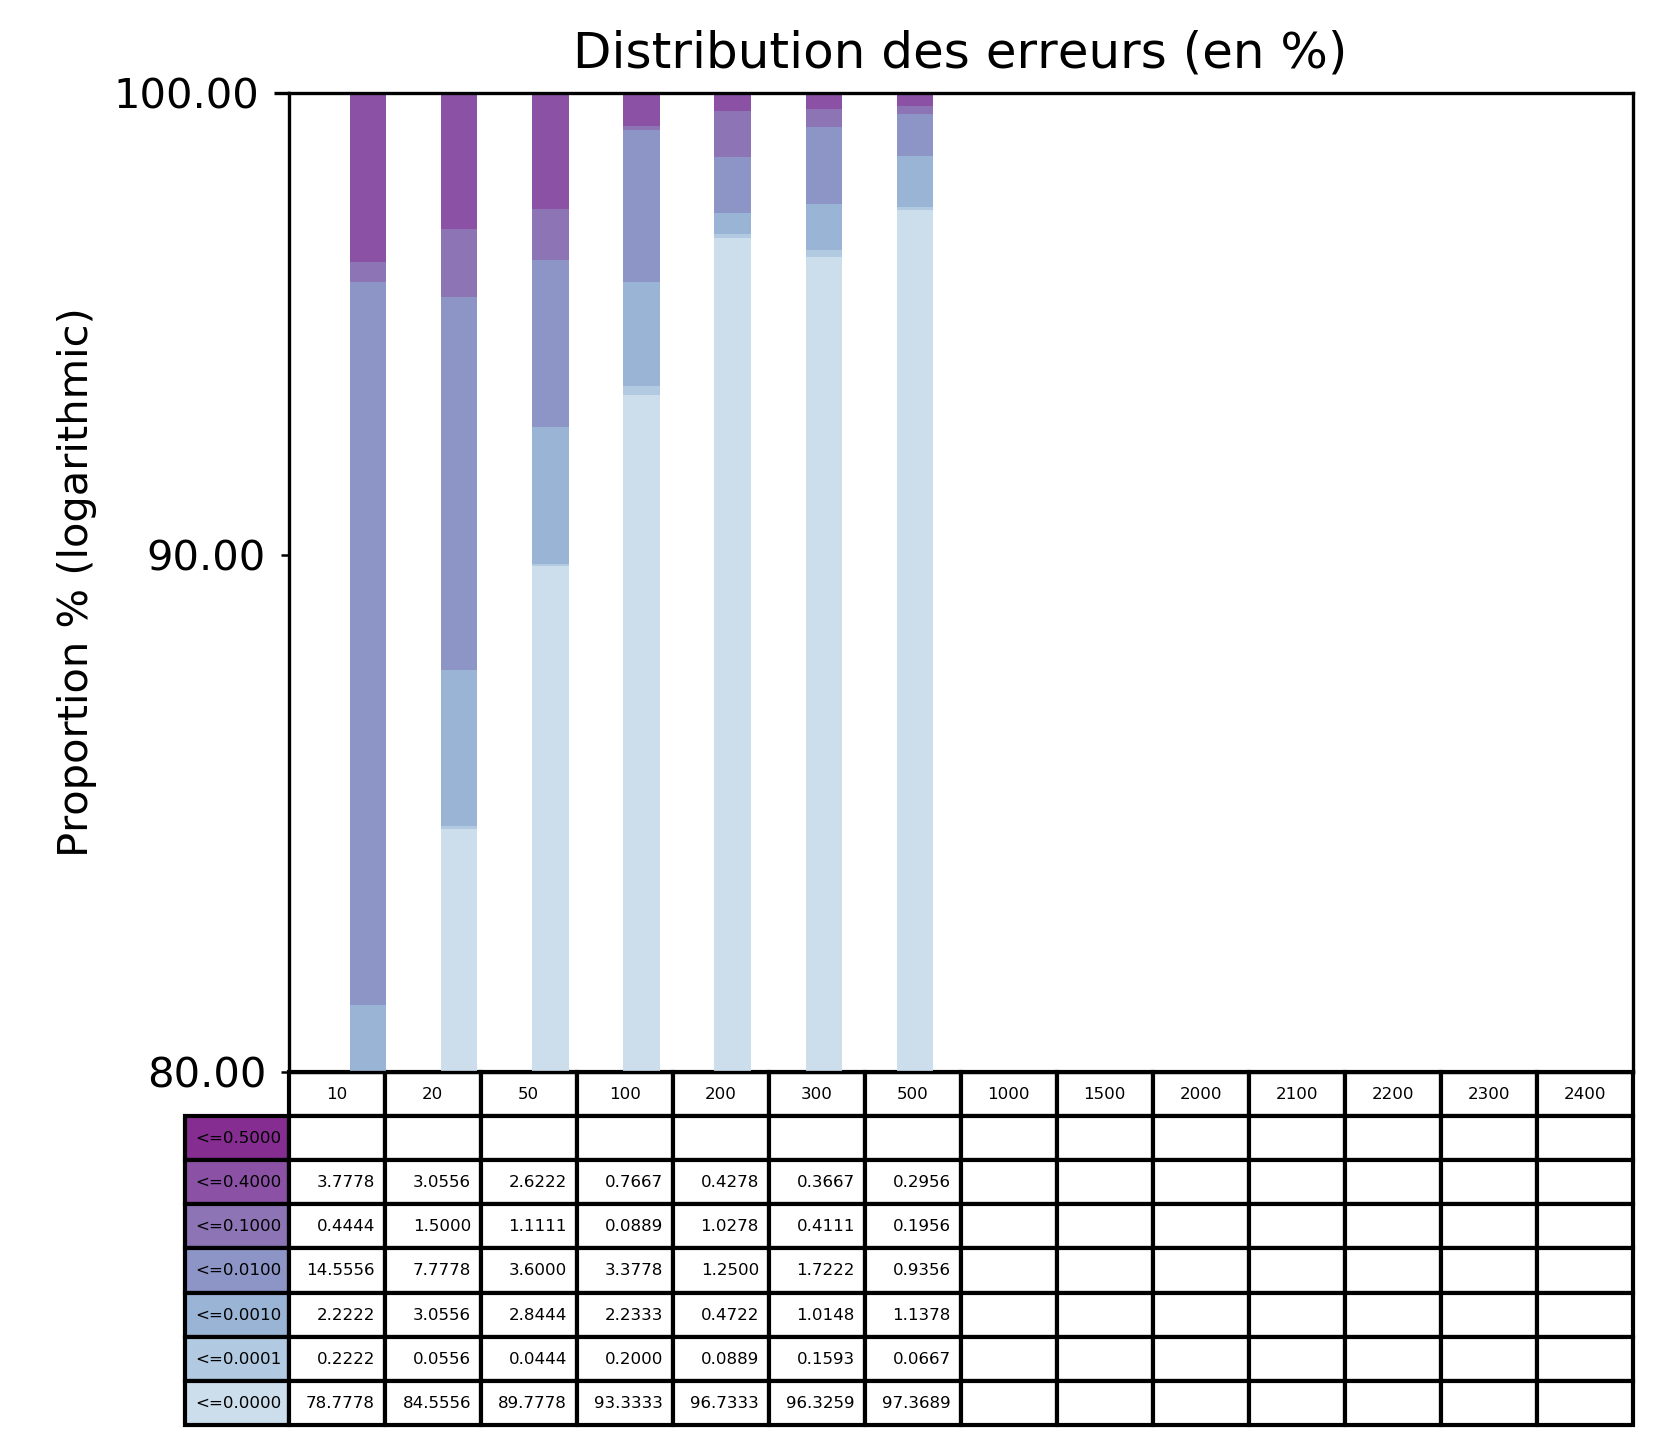 Distribution des erreurs (en %)
100.00
90.00
80.00
Proportion % (logarithmic)
10 20 50 100 200 300 500 1000 1500 2000 2100 2200 2300 2400
<=0.5000
<=0.4000 3.7778 3.0556 2.6222 0.7667 0.4278 0.3667 0.2956
<=0.1000 0.4444 1.5000 1.1111 0.0889 1.0278 0.4111 0.1956
<=0.0100 14.5556 7.7778 3.6000 3.3778 1.2500 1.7222 0.9356
<=0.0010 2.2222 3.0556 2.8444 2.2333 0.4722 1.0148 1.1378
<=0.0001 0.2222 0.0556 0.0444 0.2000 0.0889 0.1593 0.0667
<=0.0000 78.7778 84.5556 89.7778 93.3333 96.7333 96.3259 97.3689